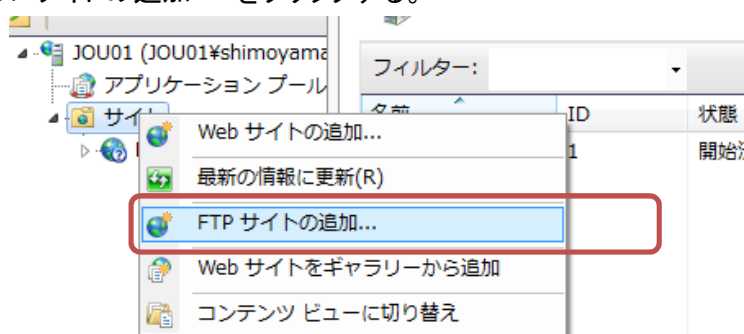 サイトの追加...」をクリックする。
JOU01 (JOU01¥shimoyama
アプリケーション プール
サイト
フィルター:
名前 ID 状態
1 開始済
Web サイトの追加...
最新の情報に更新(R)
FTP サイトの追加...
Web サイトをギャラリーから追加
コンテンツ ビューに切り替え